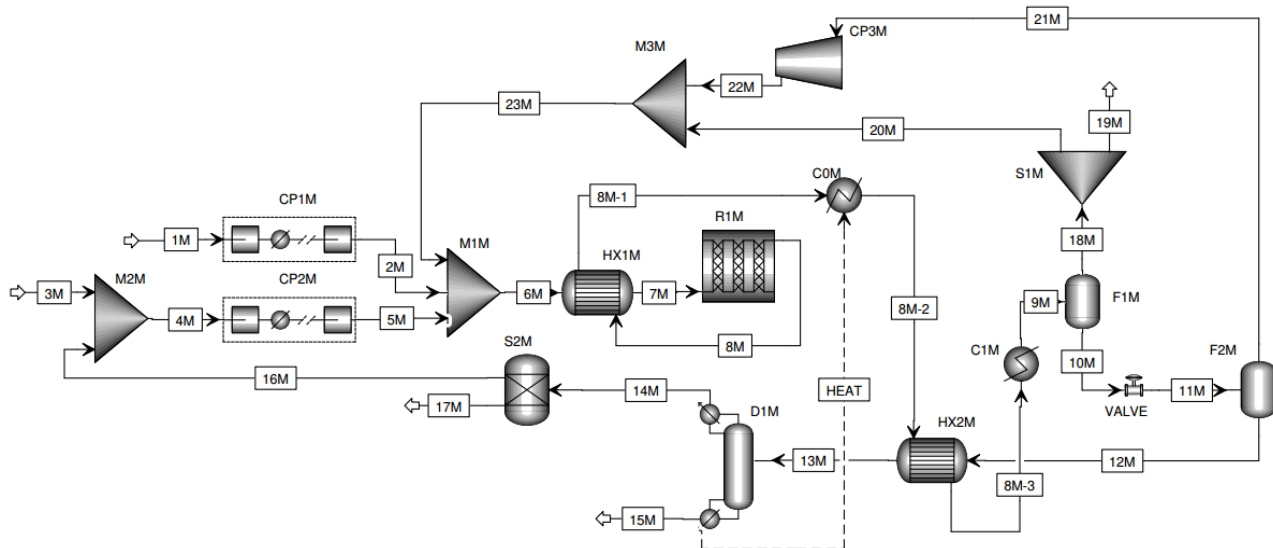 21M
CP3M
M3M
22M
23M
20M
19M
S1M
C0M
8M-1
CP1M
R1M
1M
M1M
18M
HX1M
2M
M2M
CP2M
9M
F1M
3M
6M
7M
4M
5M
8M-2
S2M
8M
C1M
10M
F2M
16M
14M
HEAT
11M
17M
D1M
VALVE
HX2M
13M
12M
8M-3
15M